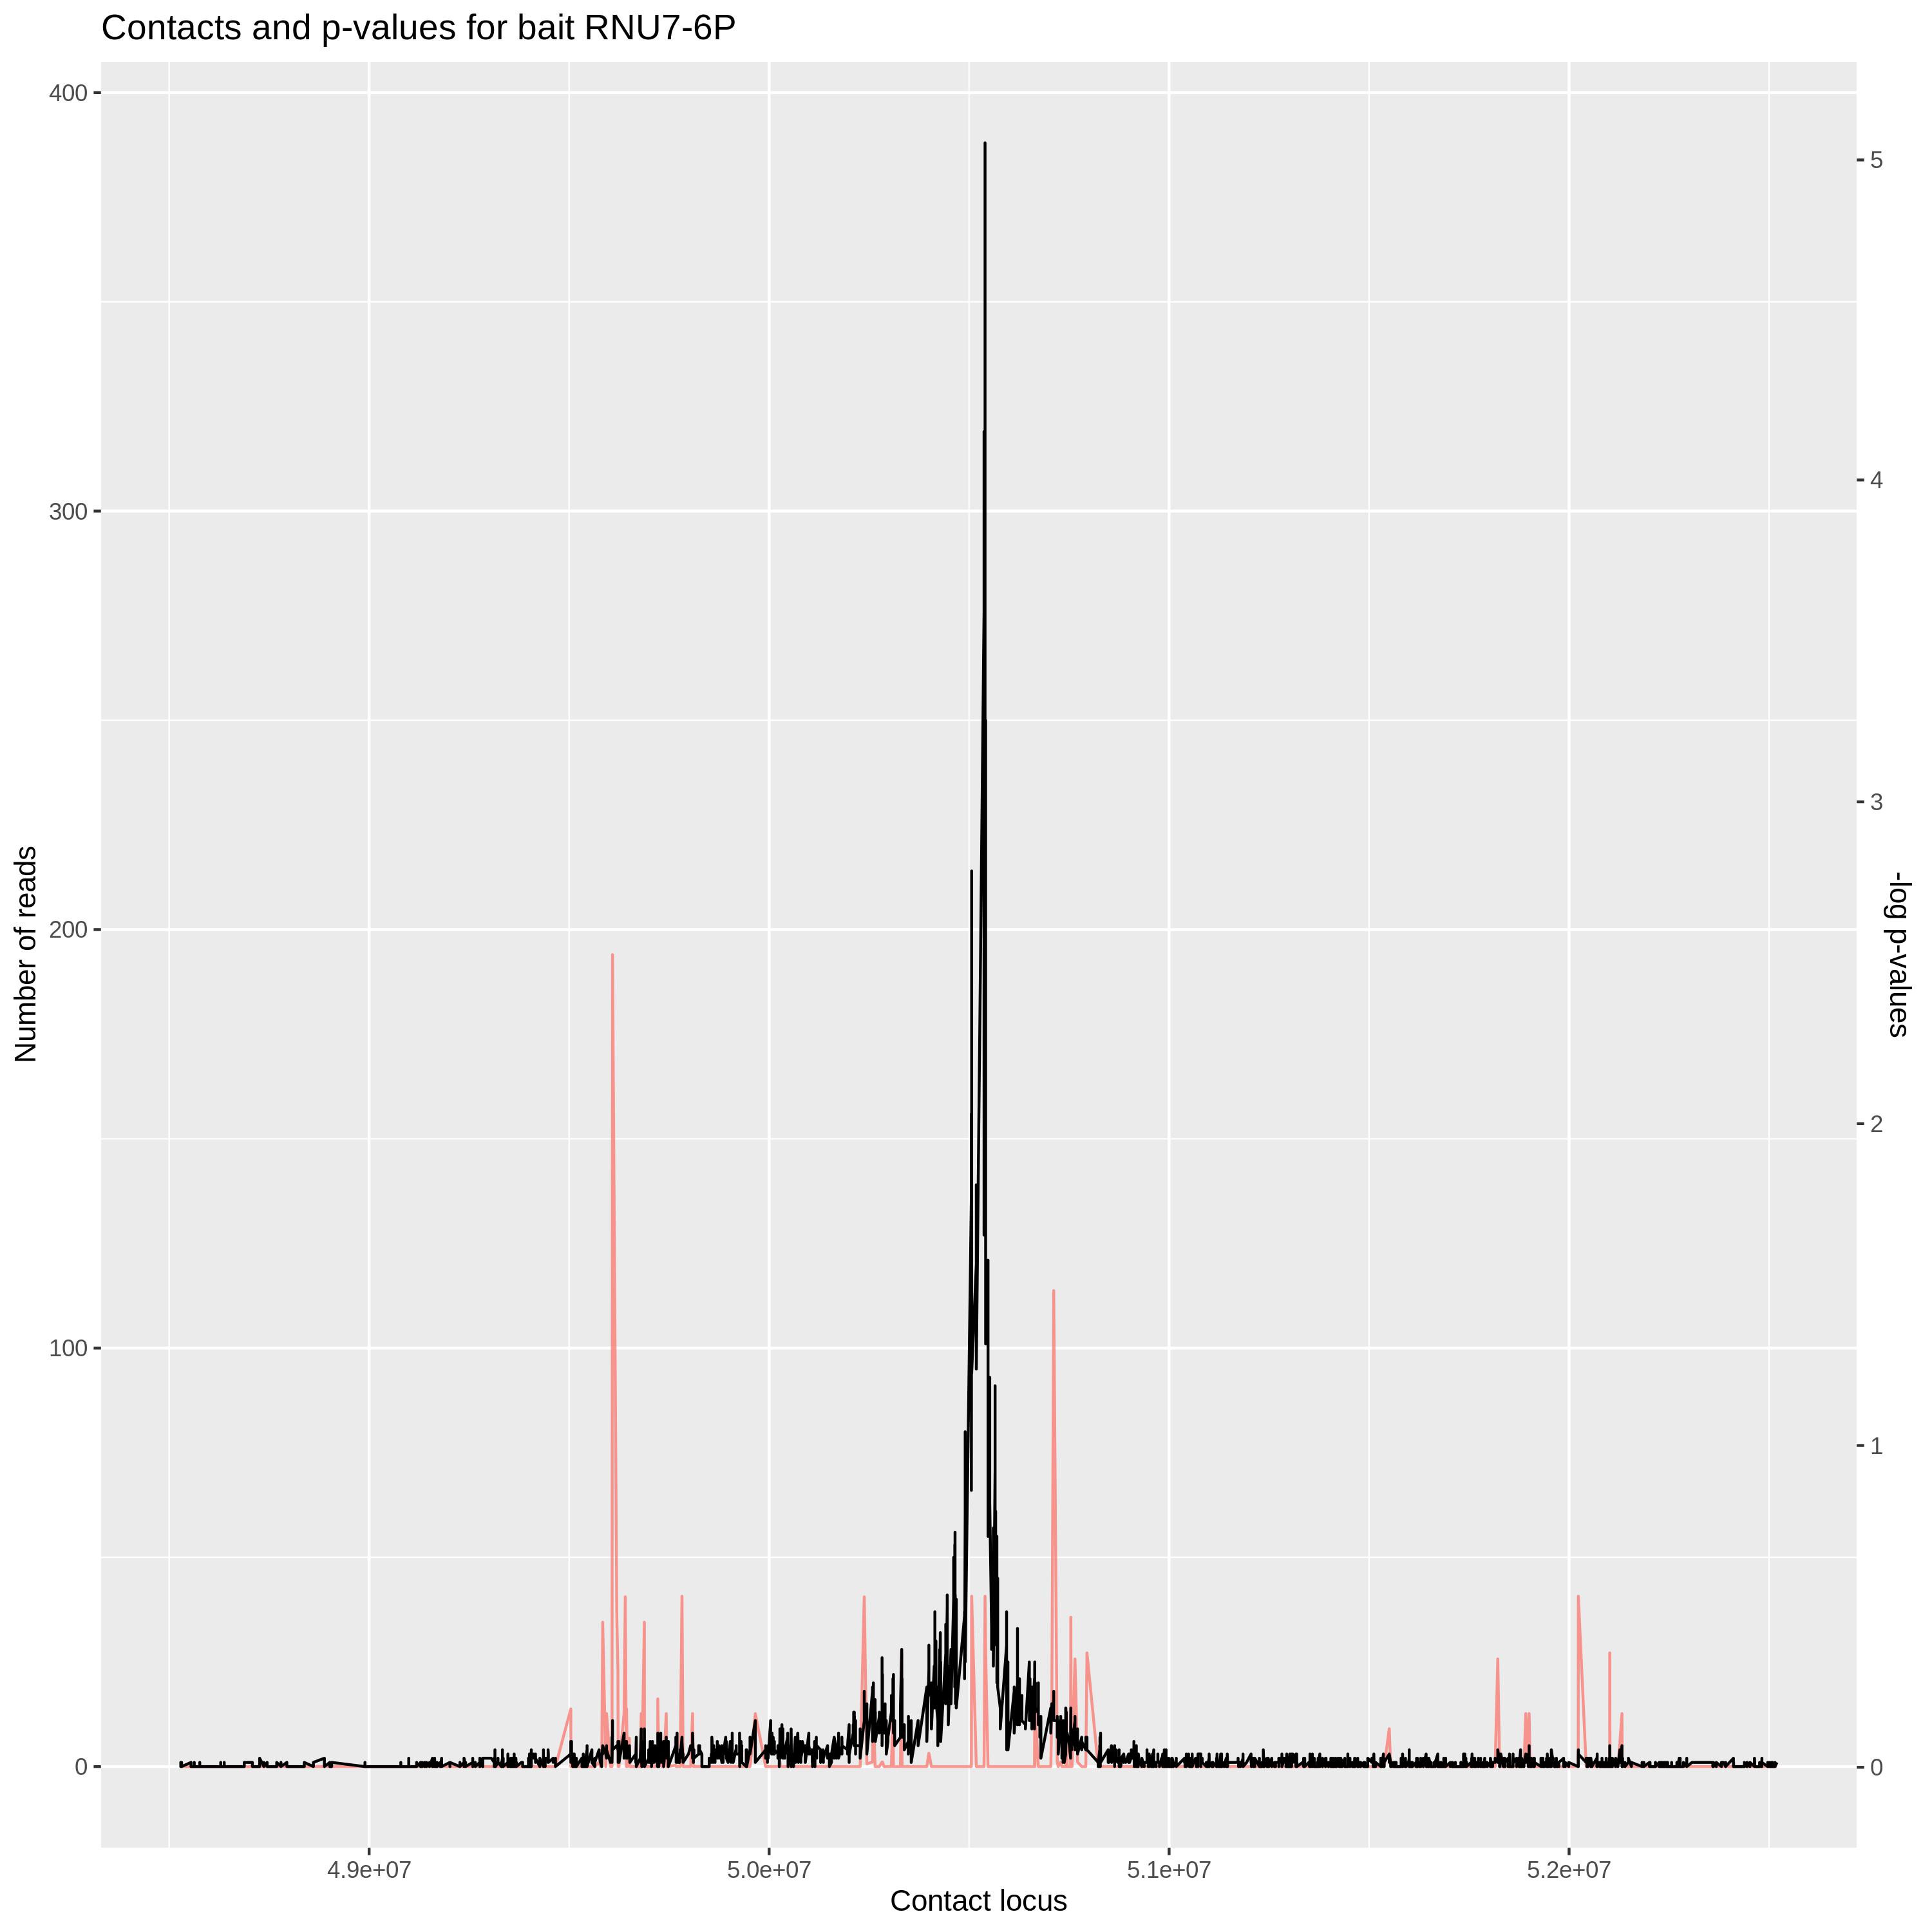 Contacts and p-values for bait RNU7-6P
400
300
200
100
0
Number of reads
5
4
3
2
1
0
-log p-values
4.9e+07
5.0e+07
5.1e+07
5.2e+07
Contact locus